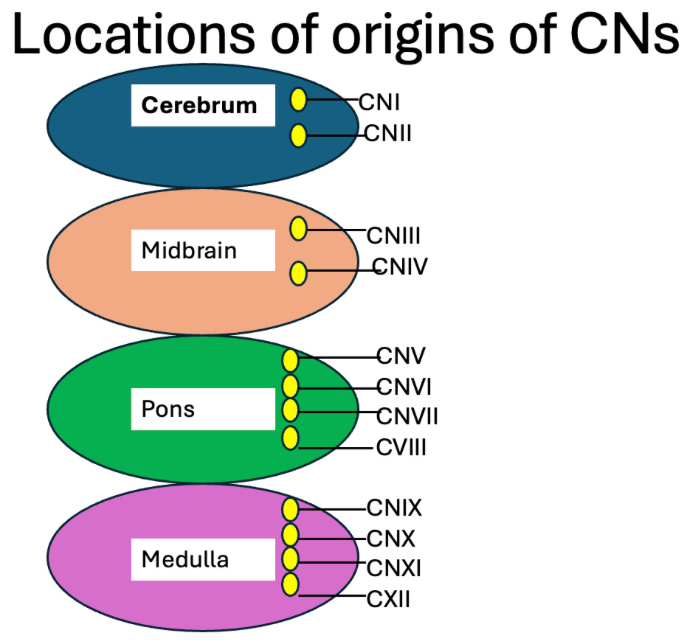 Locations of origins of CNs
Cerebrum
CNI
CNII
Midbrain
CNIII
CNIV
Pons
CNV
CNVI
CNVII
CVIII
Medulla
CNIX
CNX
CNXI
CXII